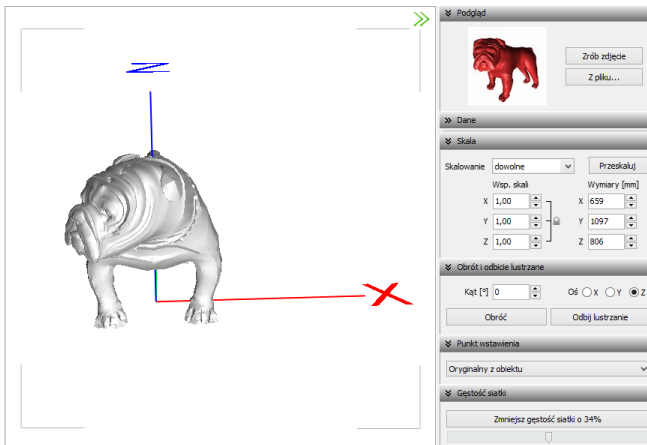 Z
X
Podgląd
Zrób zdjęcie
Z pliku...
Dane
Skala
Skalowanie dowolne Przeskaluj
Wsp. skali Wymiary [mm]
X 1,00 X 659
Y 1,00 Y 1097
Z 1,00 Z 806
Obrót i odbicie lustrzane
Kąt [°] 0 Oś X Y Z
Obróć Odbij lustrzanie
Punkt wstawienia
Oryginalny z obiektu
Gęstość siatki
Zmniejsz gęstość siatki o 34%